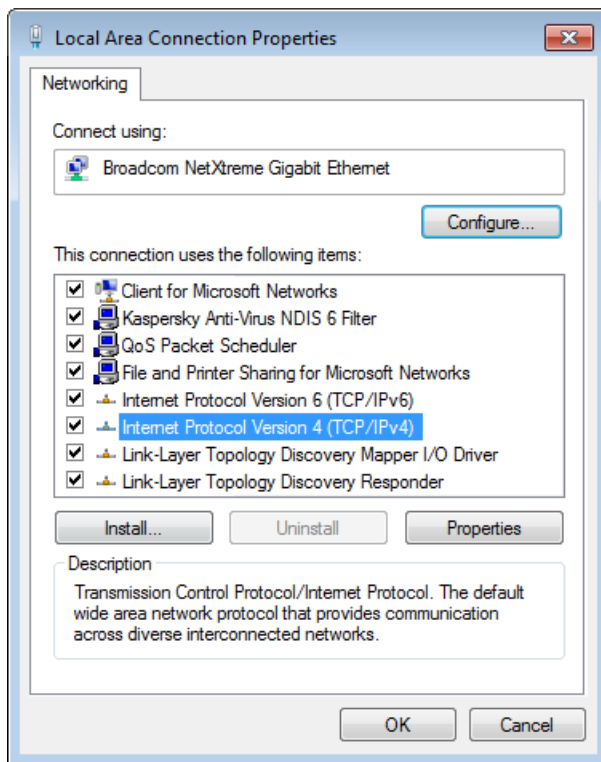 Local Area Connection Properties
Networking
Connect using:
Broadcom NetXtreme Gigabit Ethernet
Configure...
This connection uses the following items:
Client for Microsoft Networks
Kaspersky Anti-Virus NDIS 6 Filter
QoS Packet Scheduler
File and Printer Sharing for Microsoft Networks
Internet Protocol Version 6 (TCP/IPv6)
Internet Protocol Version 4 (TCP/IPv4)
Link-Layer Topology Discovery Mapper I/O Driver
Link-Layer Topology Discovery Responder
Install... Uninstall Properties
Description
Transmission Control Protocol/Internet Protocol. The default
wide area network protocol that provides communication
across diverse interconnected networks.
OK Cancel